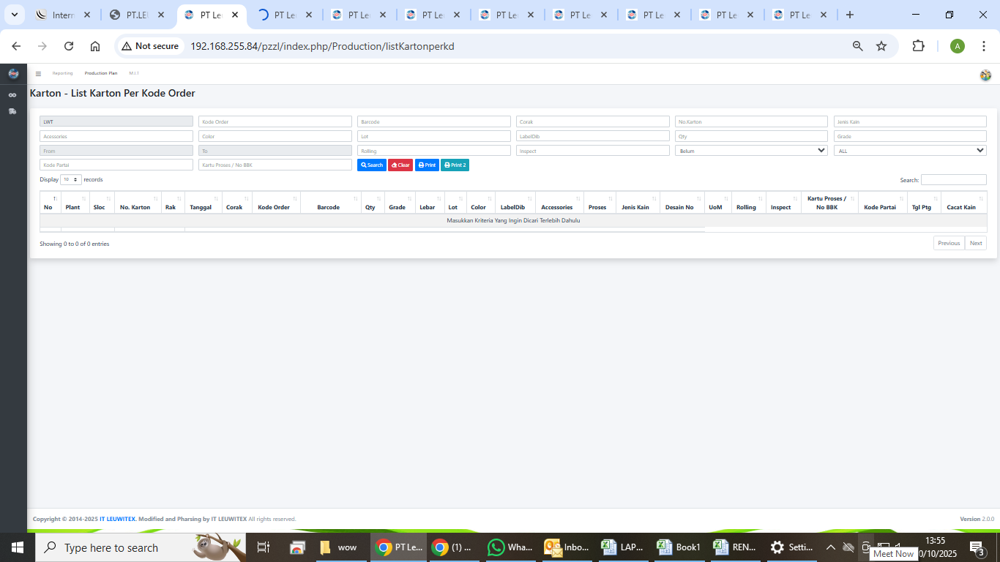 Intern
PT.LE
PT Leu
PT Le
PT Le
PT Le
PT Le
PT Le
PT Le
PT Le
PT Le
Not secure
192.168.255.84/pzzl/index.php/Production/listKartonperkd
A
Reporting Production Plan M.I.1
Karton - List Karton Per Kode Order
LWT Kode Order Barcode Corak No.Karton Jenis Kain
Acessories Color Lot LabelDib Qty Grade
From To Rolling Inspect Belum ALL
Kode Partai Kartu Proses / No BBK Search Clear Print Print 2
Display 10 records Search:
No Plant Sloc No. Karton Rak Tanggal Corak Kode Order Barcode Qty Grade Lebar Lot Color LabelDib Accessories Proses Jenis Kain Desain No UoM Rolling Inspect Kartu Proses / No BBK Kode Partai Tgl Ptg Cacat Kain
Masukkan Kriteria Yang Ingin Dicari Terlebih Dahulu
Showing 0 to 0 of 0 entries Previous Next
Copyright © 2014-2025 IT LEUWITEX. Modified and Pharsing by IT LEUWITEX All rights reserved. Version 2.0.0
Type here to search
wow
PT Le...
(1) ...
Wha...
Inbo...
LAP...
Book1
REN...
Setti...
13:55
0/10/2025
3
Meet Now